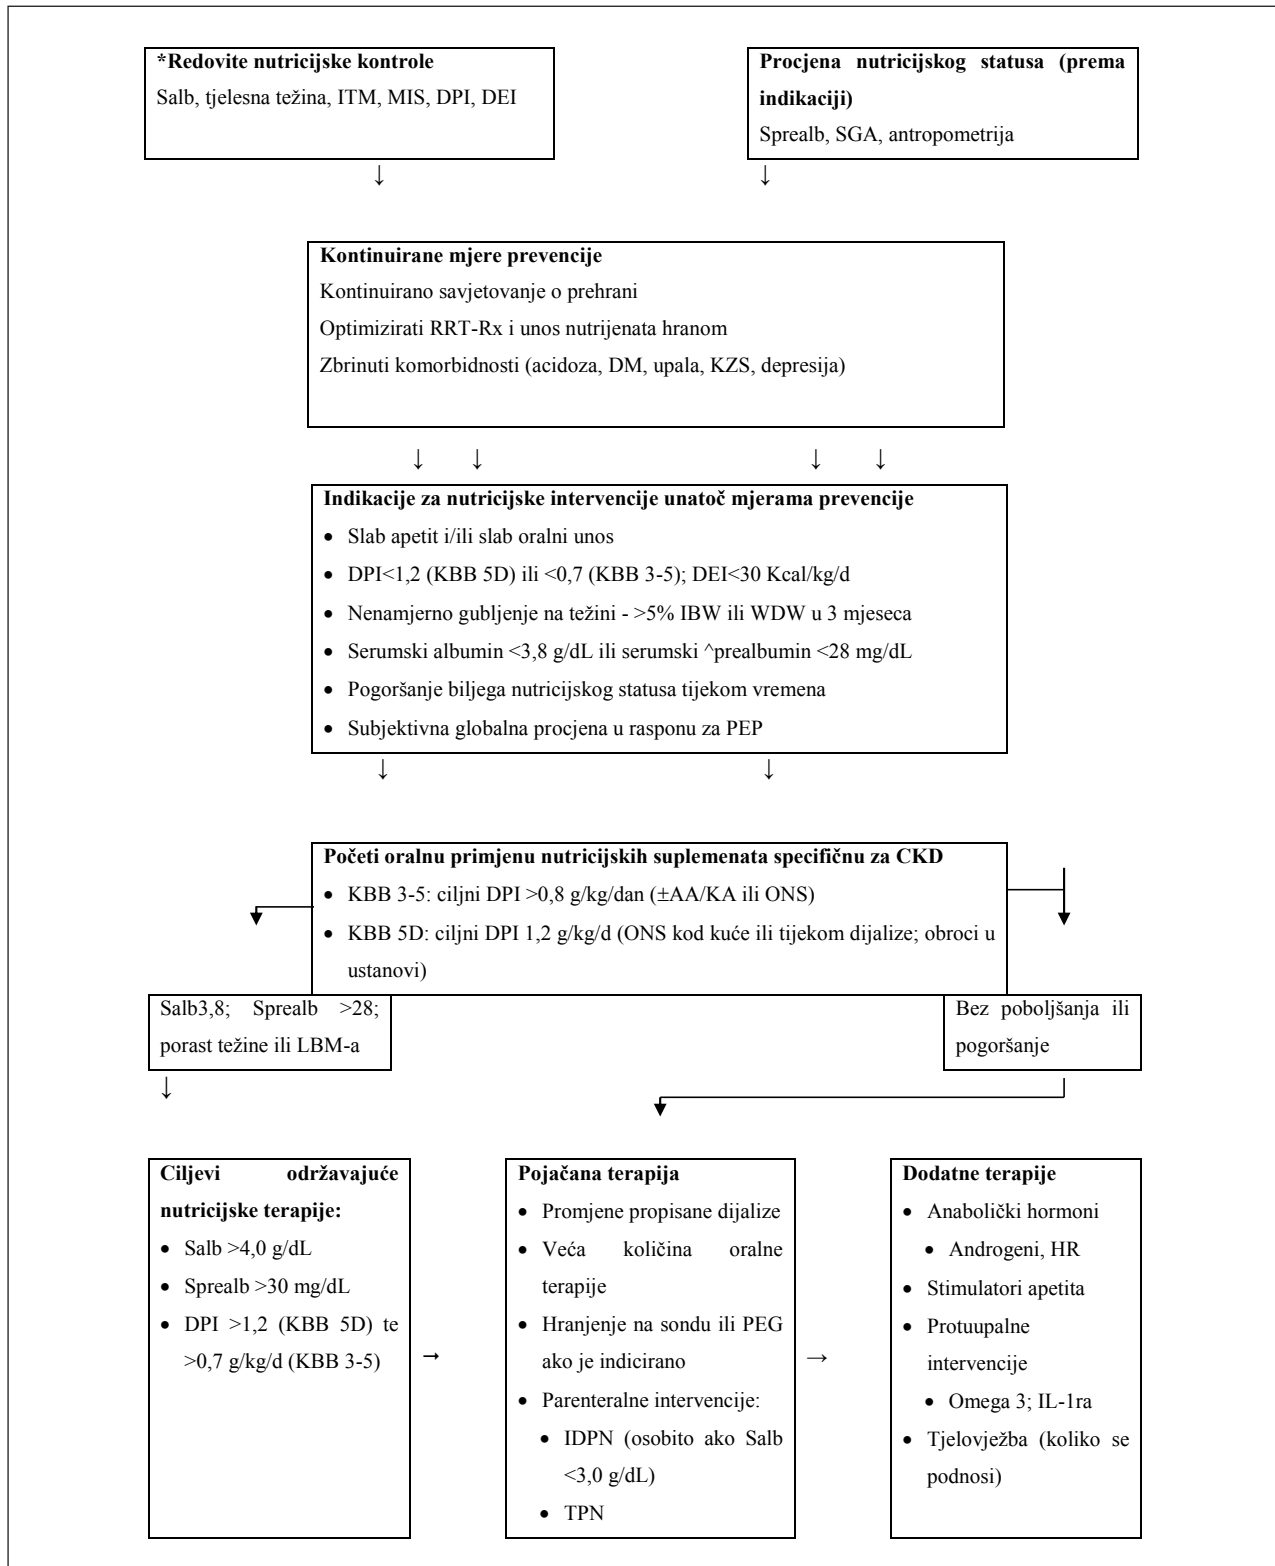 *Redovite nutricijske kontrole
Salb, tjelesna težina, ITM, MIS, DPI, DEI
Procjena nutricijskog statusa (prema
indikaciji)
Sprealb, SGA, antropometrija
↓ ↓
Kontinuirane mjere prevencije
Kontinuirano savjetovanje o prehrani
Optimizirati RRT-Rx i unos nutrijenata hranom
Zbrinuti komorbidnosti (acidoza, DM, upala, KZS, depresija)
↓ ↓ ↓ ↓
Indikacije za nutricijske intervencije unatoč mjerama prevencije
• Slab apetit i/ili slab oralni unos
• DPI<1,2 (KBB 5D) ili <0,7 (KBB 3-5); DEI<30 Kcal/kg/d
• Nenamjerno gubljenje na težini - >5% IBW ili WDW u 3 mjeseca
• Serumski albumin <3,8 g/dL ili serumski ^prealbumin <28 mg/dL
• Pogoršanje biljega nutricijskog statusa tijekom vremena
• Subjektivna globalna procjena u rasponu za PEP
↓ ↓
Početi oralnu primjenu nutricijskih suplemenata specifičnu za CKD
• KBB 3-5: ciljni DPI >0,8 g/kg/dan (±AA/KA ili ONS)
• KBB 5D: ciljni DPI 1,2 g/kg/d (ONS kod kuće ili tijekom dijalize; obroci u
ustanovi)
Salb3,8; Sprealb >28;
porast težine ili LBM-a
Bez poboljšanja ili
pogoršanje
↓
Ciljevi održavajuće
nutricijske terapije:
• Salb >4,0 g/dL
• Sprealb >30 mg/dL
• DPI >1,2 (KBB 5D) te
>0,7 g/kg/d (KBB 3-5)
→
Pojačana terapija
• Promjene propisane dijalize
• Veća količina oralne
terapije
• Hranjenje na sondu ili PEG
ako je indicirano
• Parenteralne intervencije:
• IDPN (osobito ako Salb
<3,0 g/dL)
• TPN
→
Dodatne terapije
• Anabolički hormoni
• Androgeni, HR
• Stimulatori apetita
• Protuupalne
intervencije
• Omega 3; IL-1ra
• Tjelovježba (koliko se
podnosi)